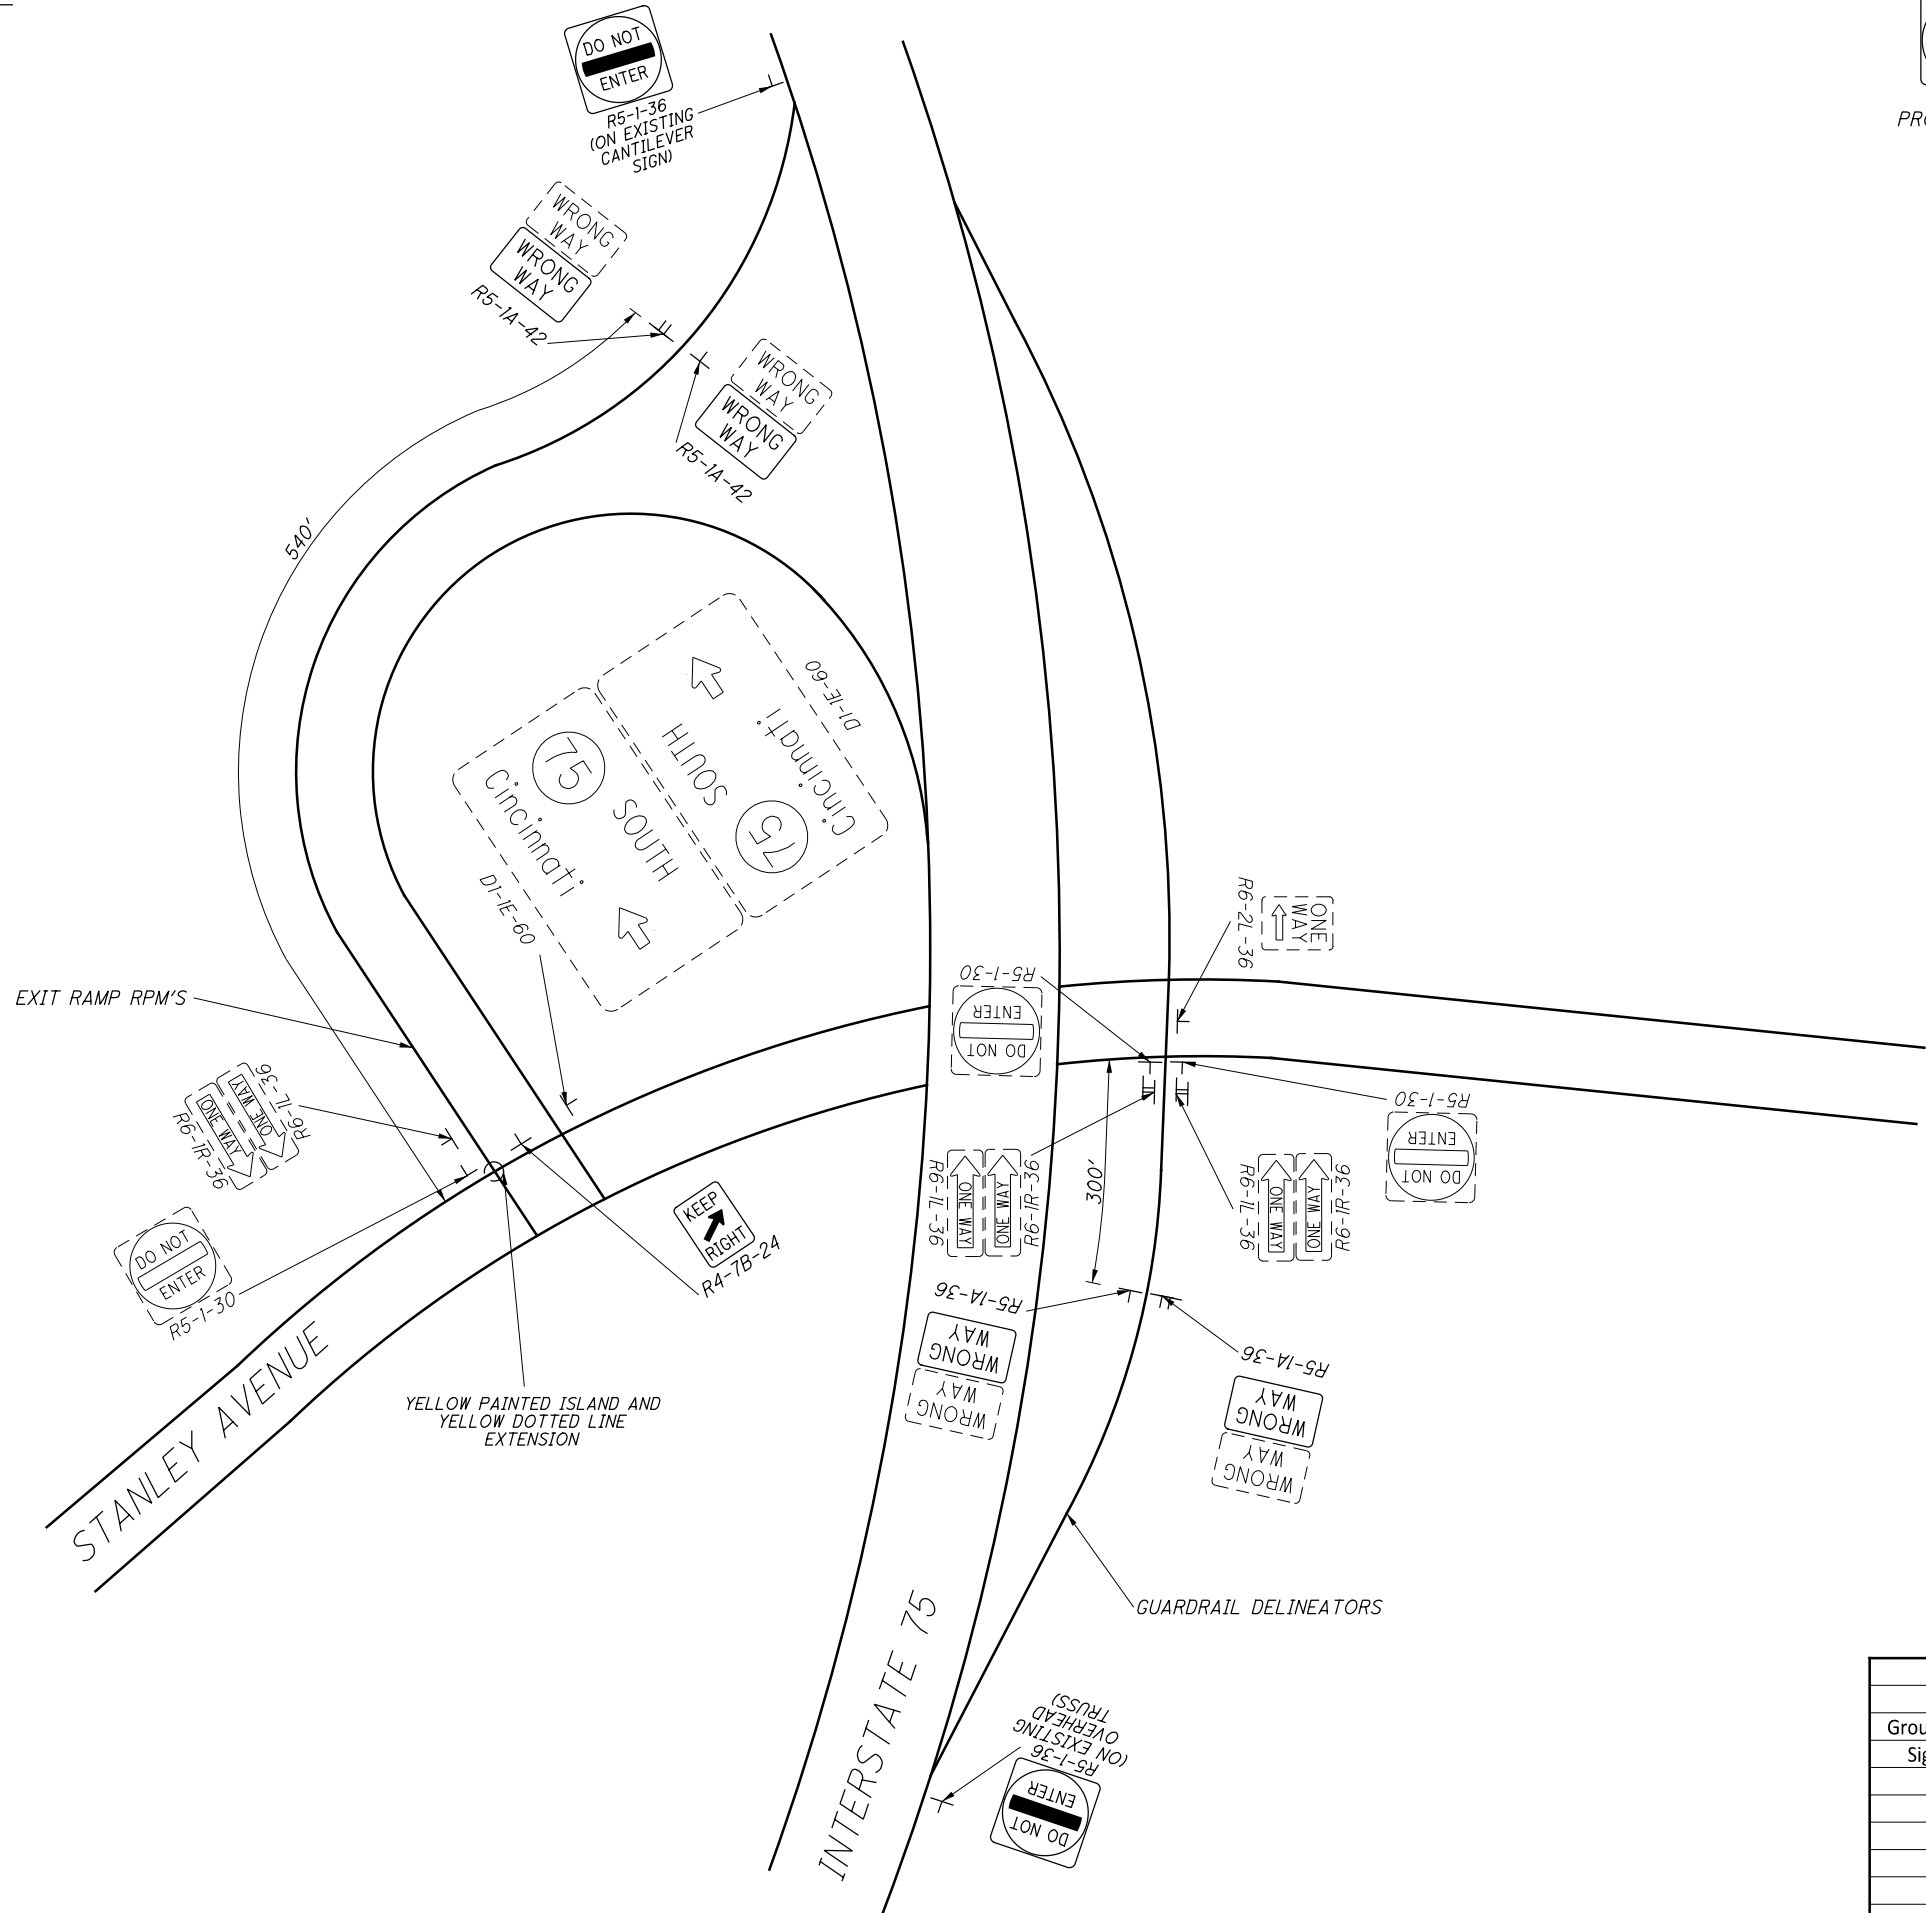 DO NOT
ENTER
R5-1-36
(ON EXISTING
CANTILEVER
SIGN)
PR
WRONG
WAY
WRONG
WAY
R5-1A-42
WRONG
WAY
WRONG
WAY
R5-1A-42
540'
D1-1E-60
Cincinnati
SOUTH
75
75
SOUTH
Cincinnati
D1-1E-60
R6-2L-36
ONE
WAY
R5-1-30
DO NOT
ENTER
EXIT RAMP RPM'S
R6-1L-36
ONE WAY
ONE WAY
R6-1R-36
R5-1-30
DO NOT
ENTER
DO NOT
ENTER
R5-1-30
KEEP
RIGHT
R4-7B-24
R6-1L-36
ONE WAY
ONE WAY
R6-1R-36
300'
R6-1L-36
ONE WAY
ONE WAY
R6-1R-36
R5-1A-36
WRONG
WAY
WRONG
WAY
R5-1A-36
WRONG
WAY
WRONG
WAY
STANLEY AVENUE
YELLOW PAINTED ISLAND AND
YELLOW DOTTED LINE
EXTENSION
GUARDRAIL DELINEATORS
INTERSTATE 75
R5-1-36
(ON EXISTING
OVERHEAD
TRUSS)
DO NOT
ENTER
Grou
Sig